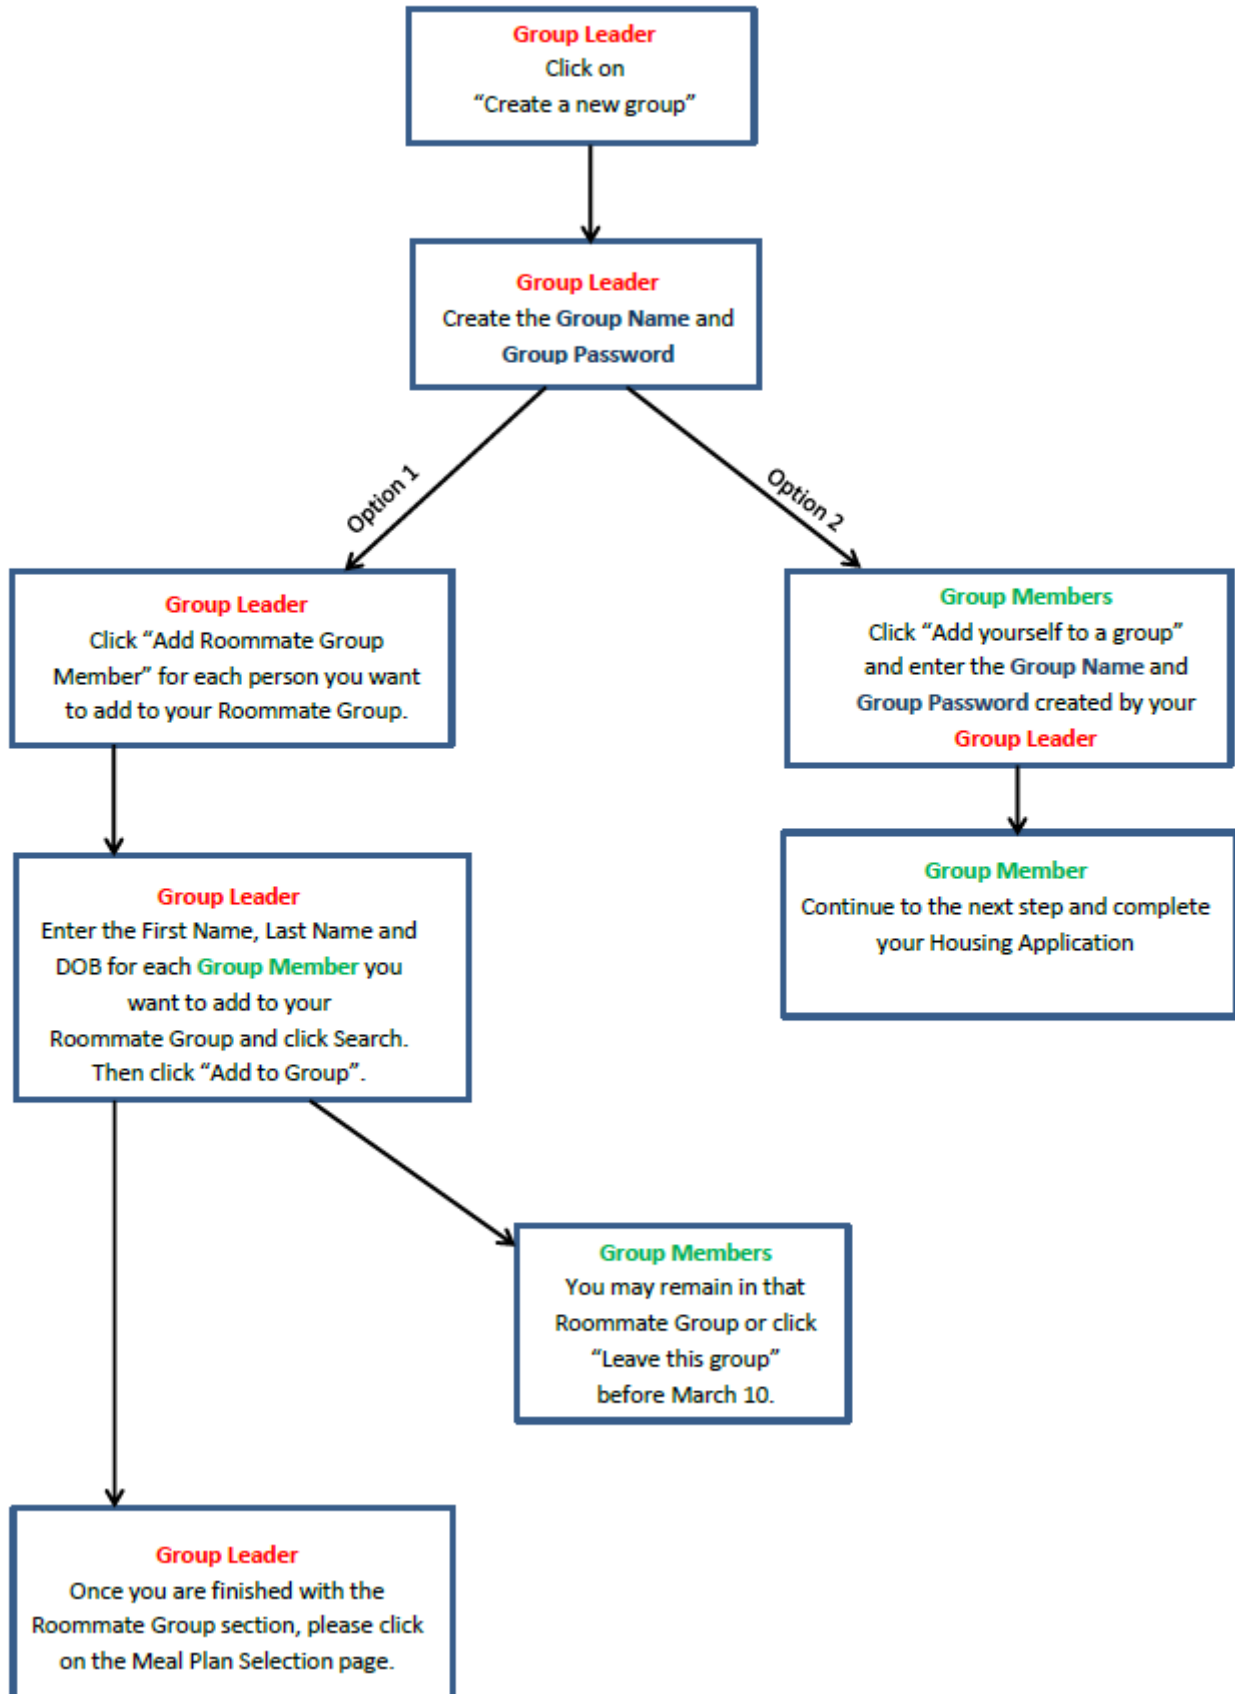 Group Leader
Click on
“Create a new group”
Group Leader
Create the Group Name and
Group Password
Option 1
Option 2
Group Leader
Click “Add Roommate Group
Member” for each person you want
to add to your Roommate Group.
Group Members
Click “Add yourself to a group”
and enter the Group Name and
Group Password created by your
Group Leader
Group Leader
Enter the First Name, Last Name and
DOB for each Group Member you
want to add to your
Roommate Group and click Search.
Then click “Add to Group”.
Group Member
Continue to the next step and complete
your Housing Application
Group Members
You may remain in that
Roommate Group or click
“Leave this group”
before March 10.
Group Leader
Once you are finished with the
Roommate Group section, please click
on the Meal Plan Selection page.